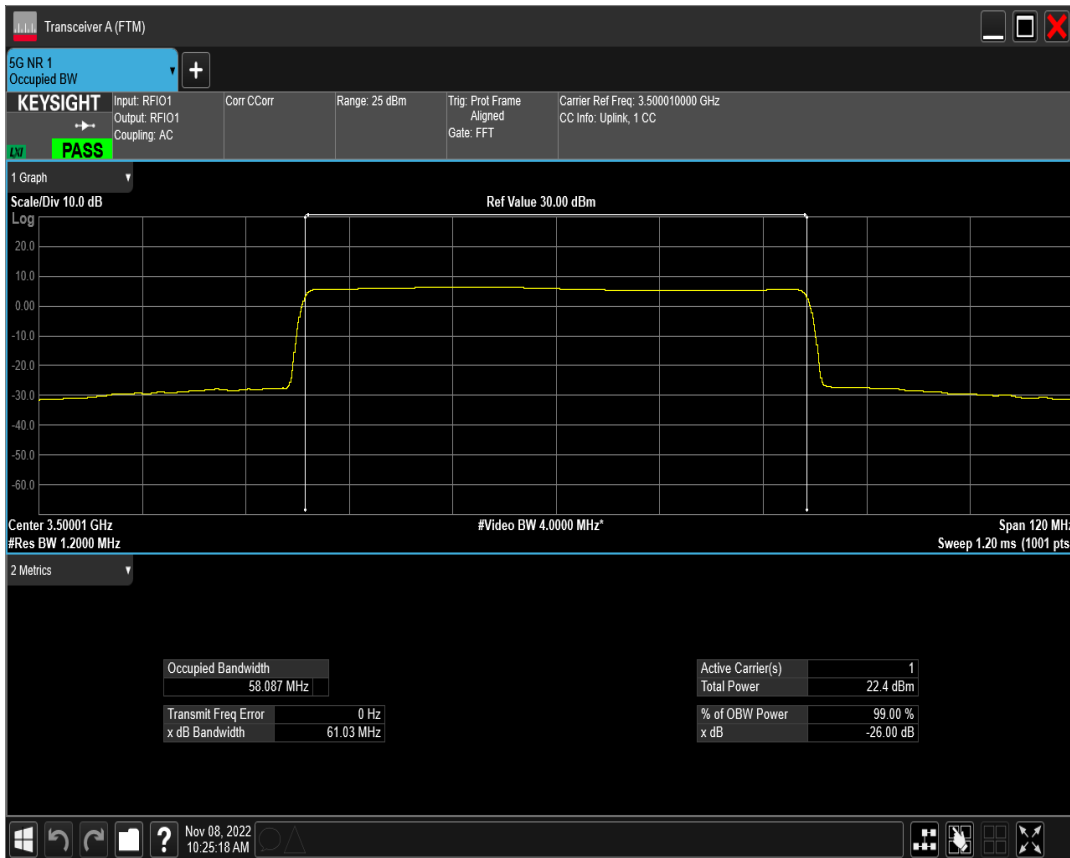 Transceiver A (FTM)
5G NR 1
Occupied BW
+
KEYSIGHT
LXI
PASS
Input: RFIO1
Output: RFIO1
Coupling: AC
Corr CCorr
Range: 25 dBm
Trig: Prot Frame
Aligned
Gate: FFT
Carrier Ref Freq: 3.500010000 GHz
CC Info: Uplink, 1 CC
1 Graph
Scale/Div 10.0 dB
Ref Value 30.00 dBm
Log
20.0
10.0
0.00
-10.0
-20.0
-30.0
-40.0
-50.0
-60.0
Center 3.50001 GHz
#Video BW 4.0000 MHz*
Span 120 MHz
#Res BW 1.2000 MHz
Sweep 1.20 ms (1001 pts
2 Metrics
Occupied Bandwidth
58.087 MHz
Transmit Freq Error 0 Hz
x dB Bandwidth 61.03 MHz
Active Carrier(s) 1
Total Power 22.4 dBm
% of OBW Power 99.00 %
x dB -26.00 dB
?
Nov 08, 2022
10:25:18 AM